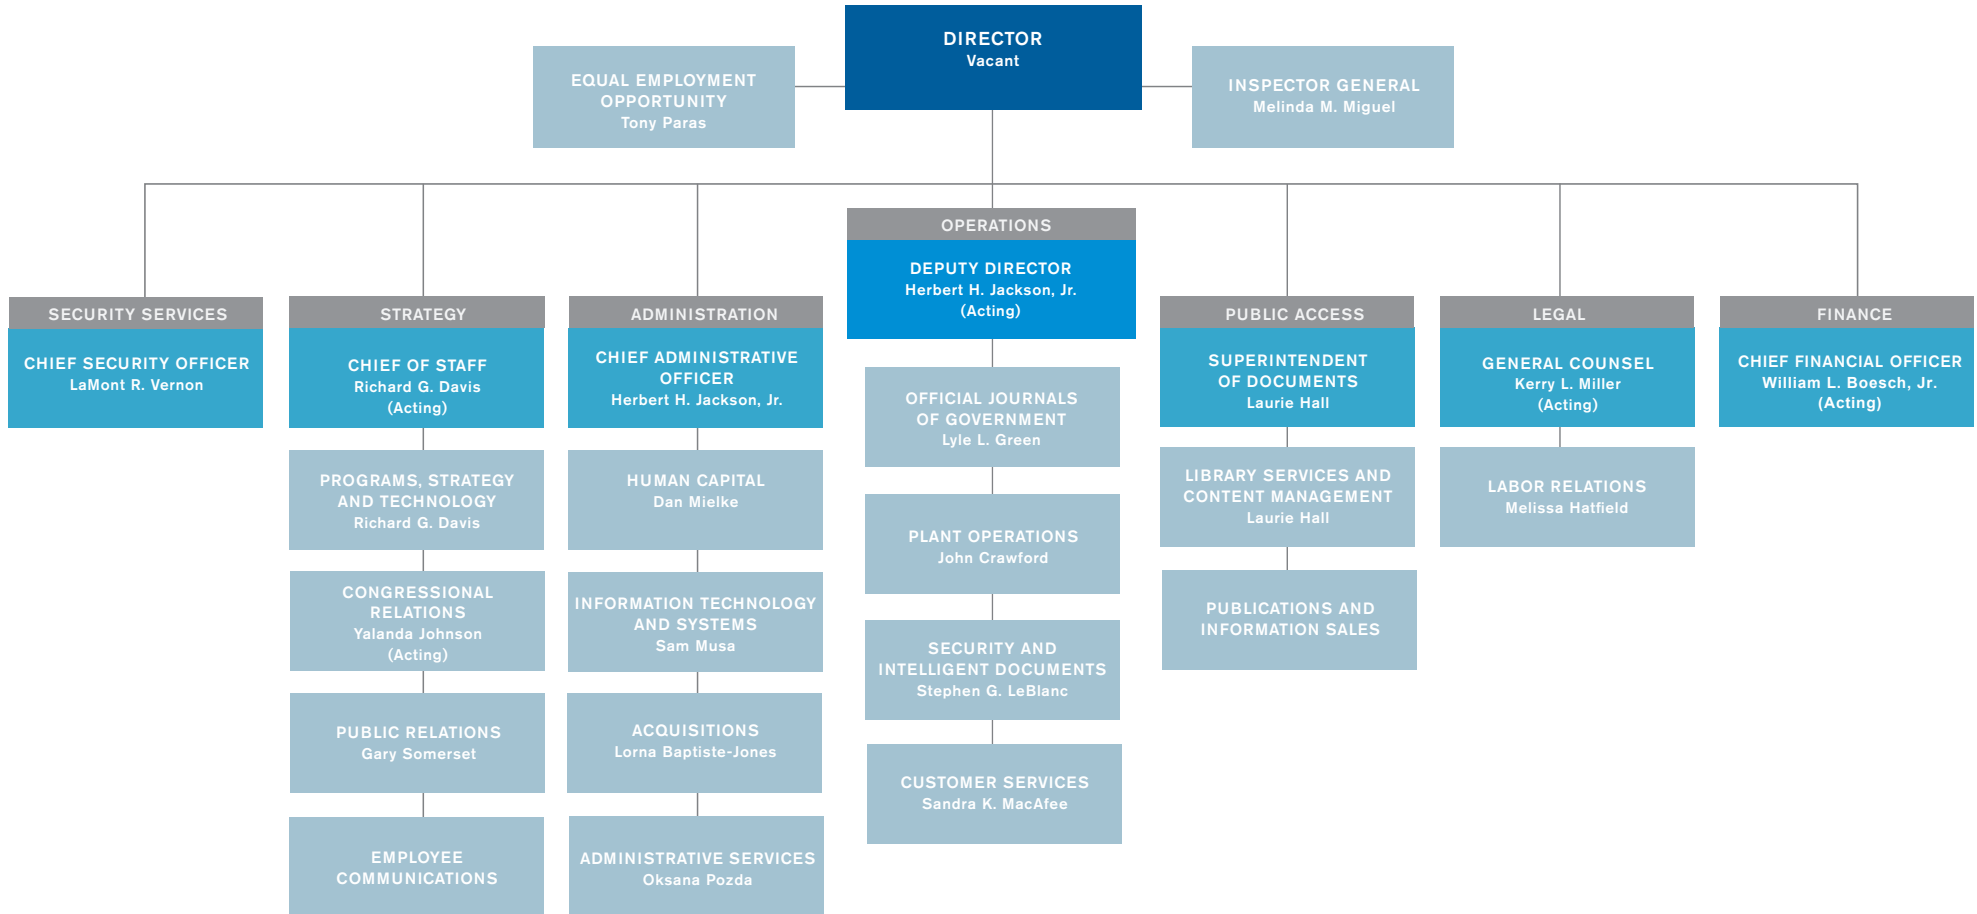 DIRECTOR
Vacant
EQUAL EMPLOYMENT
OPPORTUNITY
Tony Paras
INSPECTOR GENERAL
Melinda M. Miguel
OPERATIONS
DEPUTY DIRECTOR
Herbert H. Jackson, Jr.
(Acting)
SECURITY SERVICES
CHIEF SECURITY OFFICER
LaMont R. Vernon
STRATEGY
CHIEF OF STAFF
Richard G. Davis
(Acting)
PROGRAMS, STRATEGY
AND TECHNOLOGY
Richard G. Davis
CONGRESSIONAL
RELATIONS
Yalanda Johnson
(Acting)
PUBLIC RELATIONS
Gary Somerset
EMPLOYEE
COMMUNICATIONS
ADMINISTRATION
CHIEF ADMINISTRATIVE
OFFICER
Herbert H. Jackson, Jr.
HUMAN CAPITAL
Dan Mielke
INFORMATION TECHNOLOGY
AND SYSTEMS
Sam Musa
ACQUISITIONS
Lorna Baptiste-Jones
ADMINISTRATIVE SERVICES
Oksana Pozda
OFFICIAL JOURNALS
OF GOVERNMENT
Lyle L. Green
PLANT OPERATIONS
John Crawford
SECURITY AND
INTELLIGENT DOCUMENTS
Stephen G. LeBlanc
CUSTOMER SERVICES
Sandra K. MacAfee
PUBLIC ACCESS
SUPERINTENDENT
OF DOCUMENTS
Laurie Hall
LIBRARY SERVICES AND
CONTENT MANAGEMENT
Laurie Hall
PUBLICATIONS AND
INFORMATION SALES
LEGAL
GENERAL COUNSEL
Kerry L. Miller
(Acting)
LABOR RELATIONS
Melissa Hatfield
FINANCE
CHIEF FINANCIAL OFFICER
William L. Boesch, Jr.
(Acting)